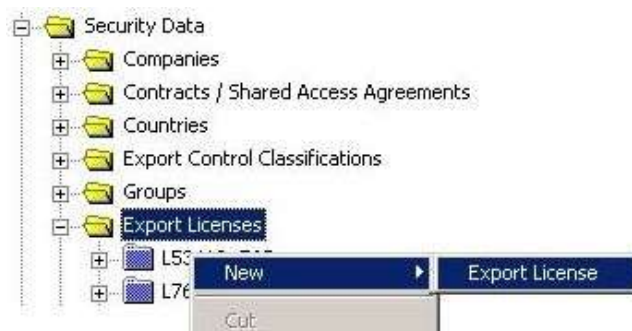 Security Data
Companies
Contracts / Shared Access Agreements
Countries
Export Control Classifications
Groups
Export Licenses
New
Export License
Cut